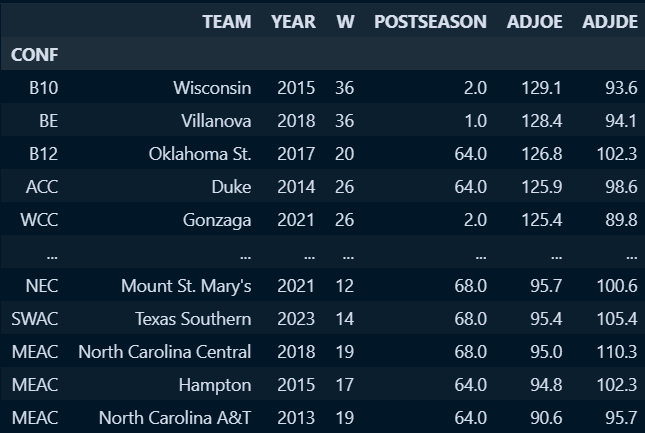 TEAM YEAR W POSTSEASON ADJOE ADJDE
CONF
B10 Wisconsin 2015 36 2.0 129.1 93.6
BE Villanova 2018 36 1.0 128.4 94.1
B12 Oklahoma St. 2017 20 64.0 126.8 102.3
ACC Duke 2014 26 64.0 125.9 98.6
WCC Gonzaga 2021 26 2.0 125.4 89.8
... ... ... ... ... ... ...
NEC Mount St. Mary's 2021 12 68.0 95.7 100.6
SWAC Texas Southern 2023 14 68.0 95.4 105.4
MEAC North Carolina Central 2018 19 68.0 95.0 110.3
MEAC Hampton 2015 17 64.0 94.8 102.3
MEAC North Carolina A&T 2013 19 64.0 90.6 95.7